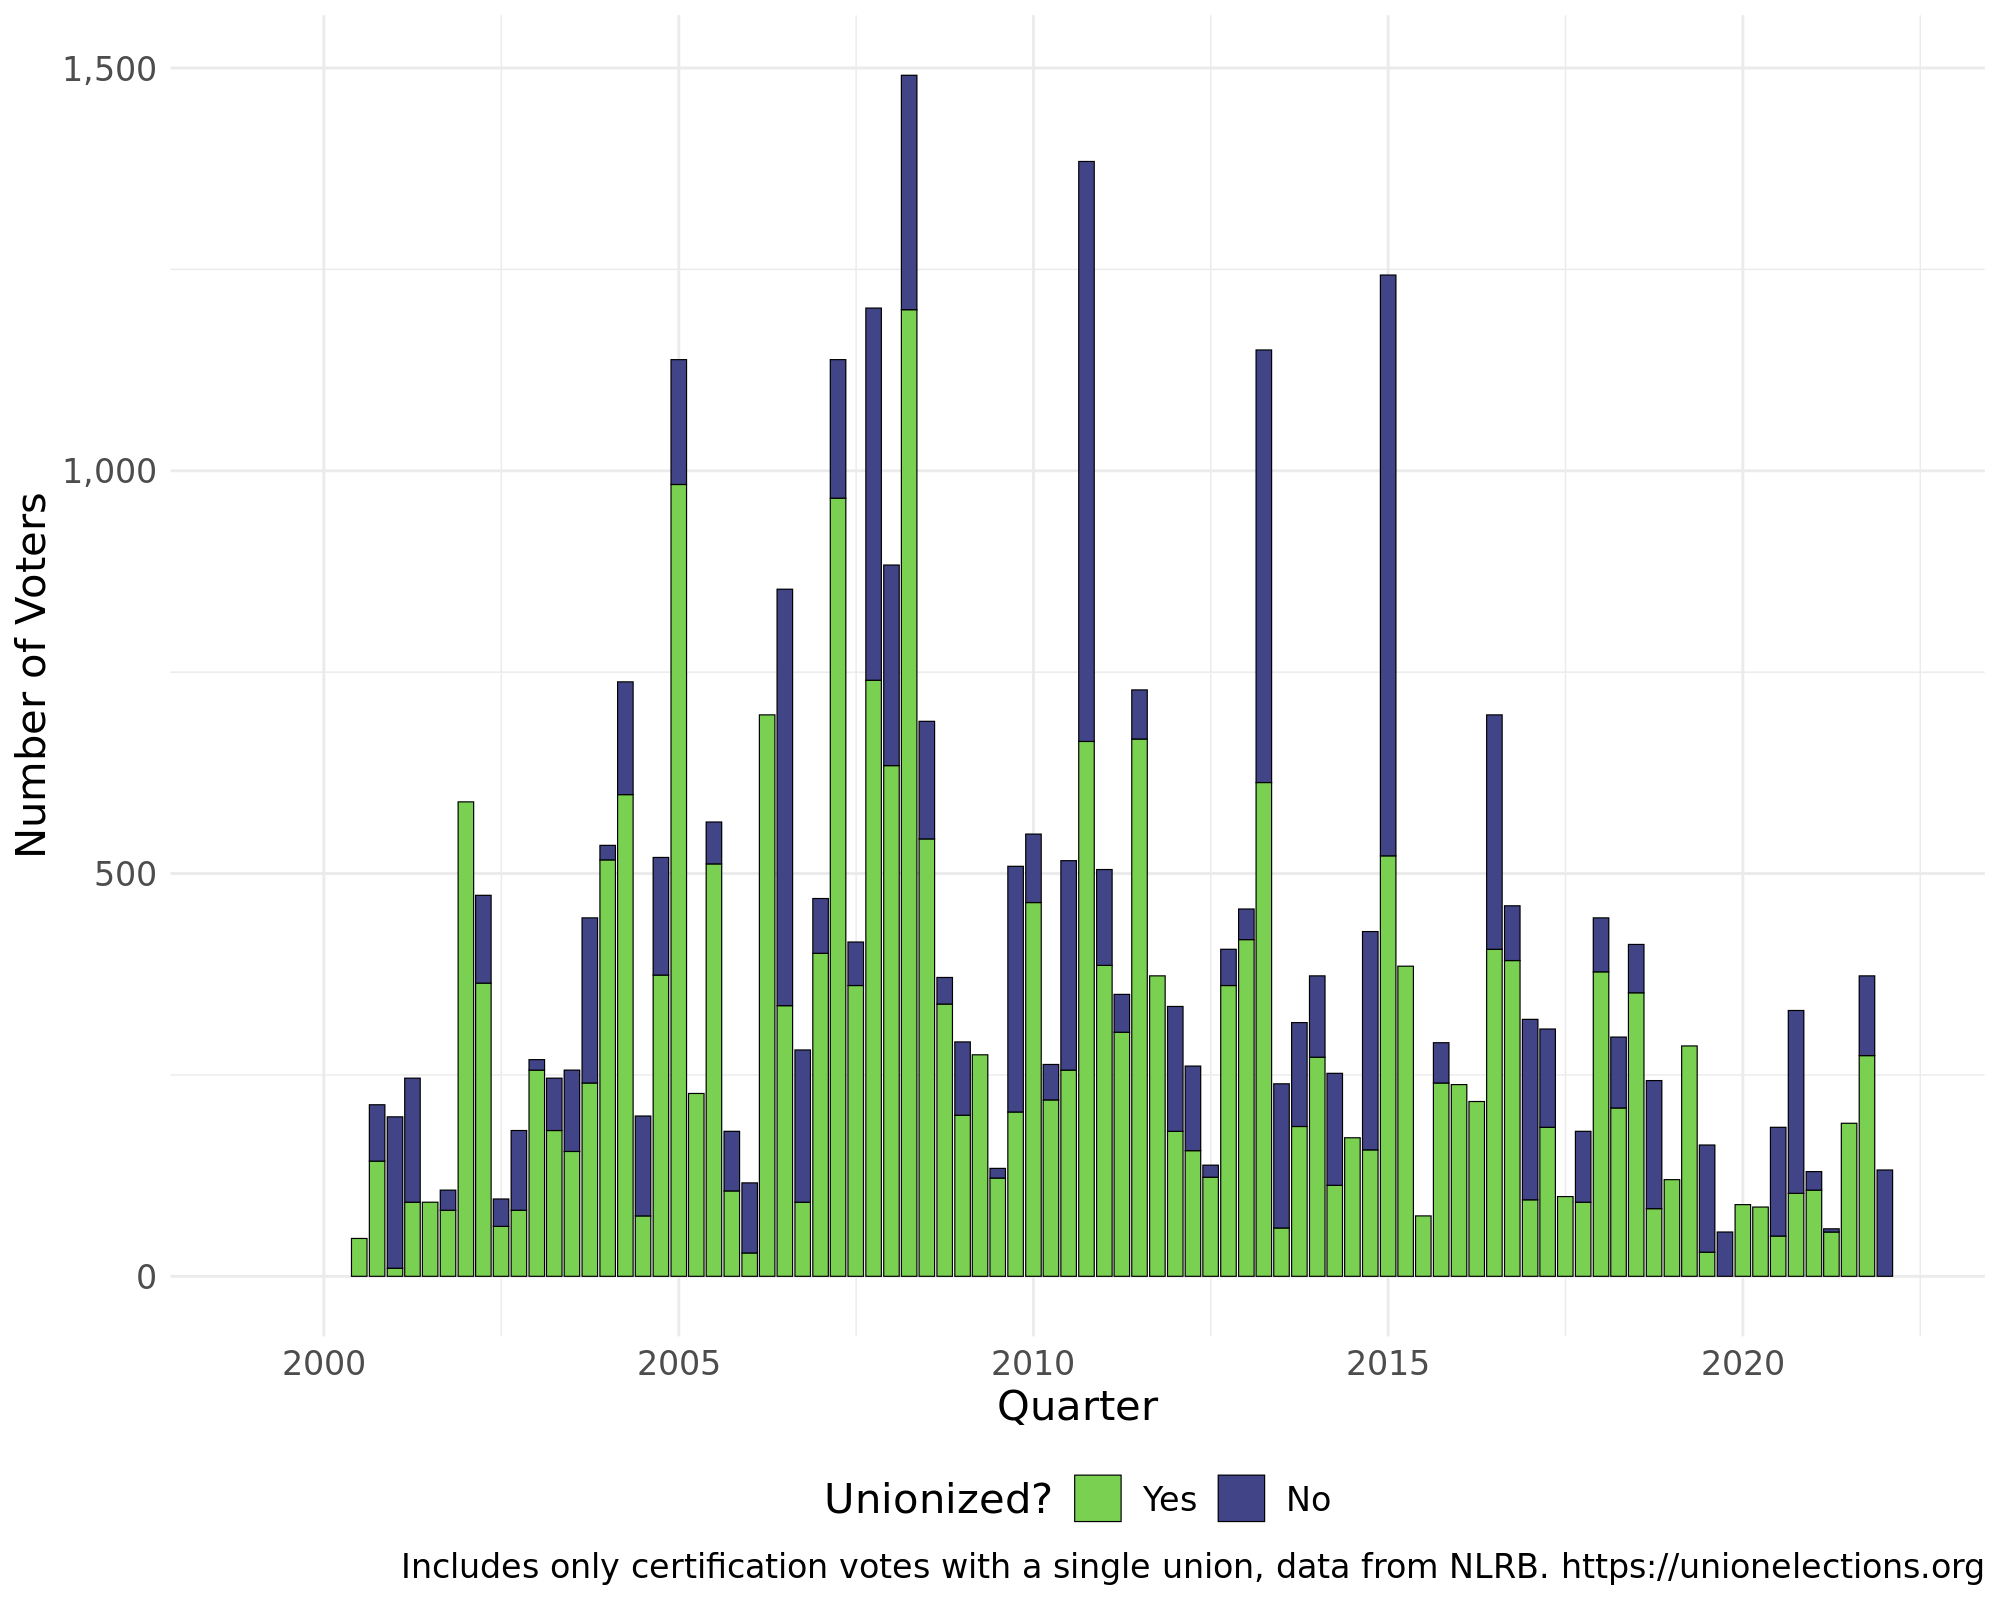 1,500
1,000
500
0
Number of Voters
2000 2005 2010 2015 2020
Quarter
Unionized? Yes No
Includes only certification votes with a single union, data from NLRB. https://unionelections.org